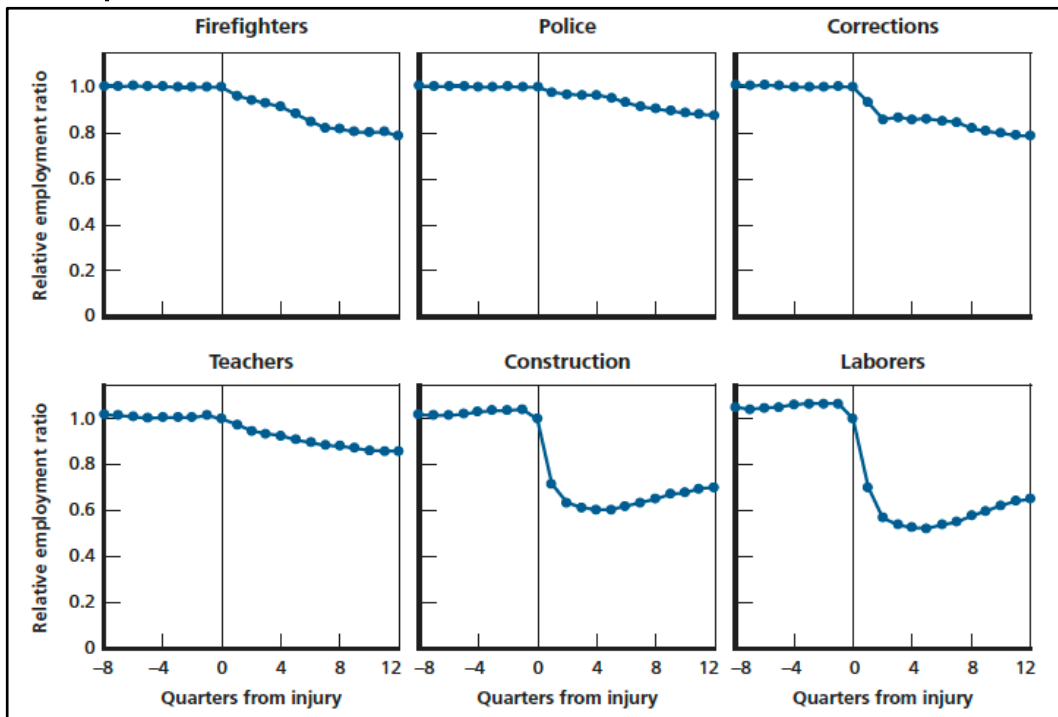 Firefighters
Police
Corrections
Relative employment ratio
1.0
0.8
0.6
0.4
0.2
0
Teachers
Construction
Laborers
Relative employment ratio
1.0
0.8
0.6
0.4
0.2
0
–8 –4 0 4 8 12
–8 –4 0 4 8 12
–8 –4 0 4 8 12
Quarters from injury
Quarters from injury
Quarters from injury